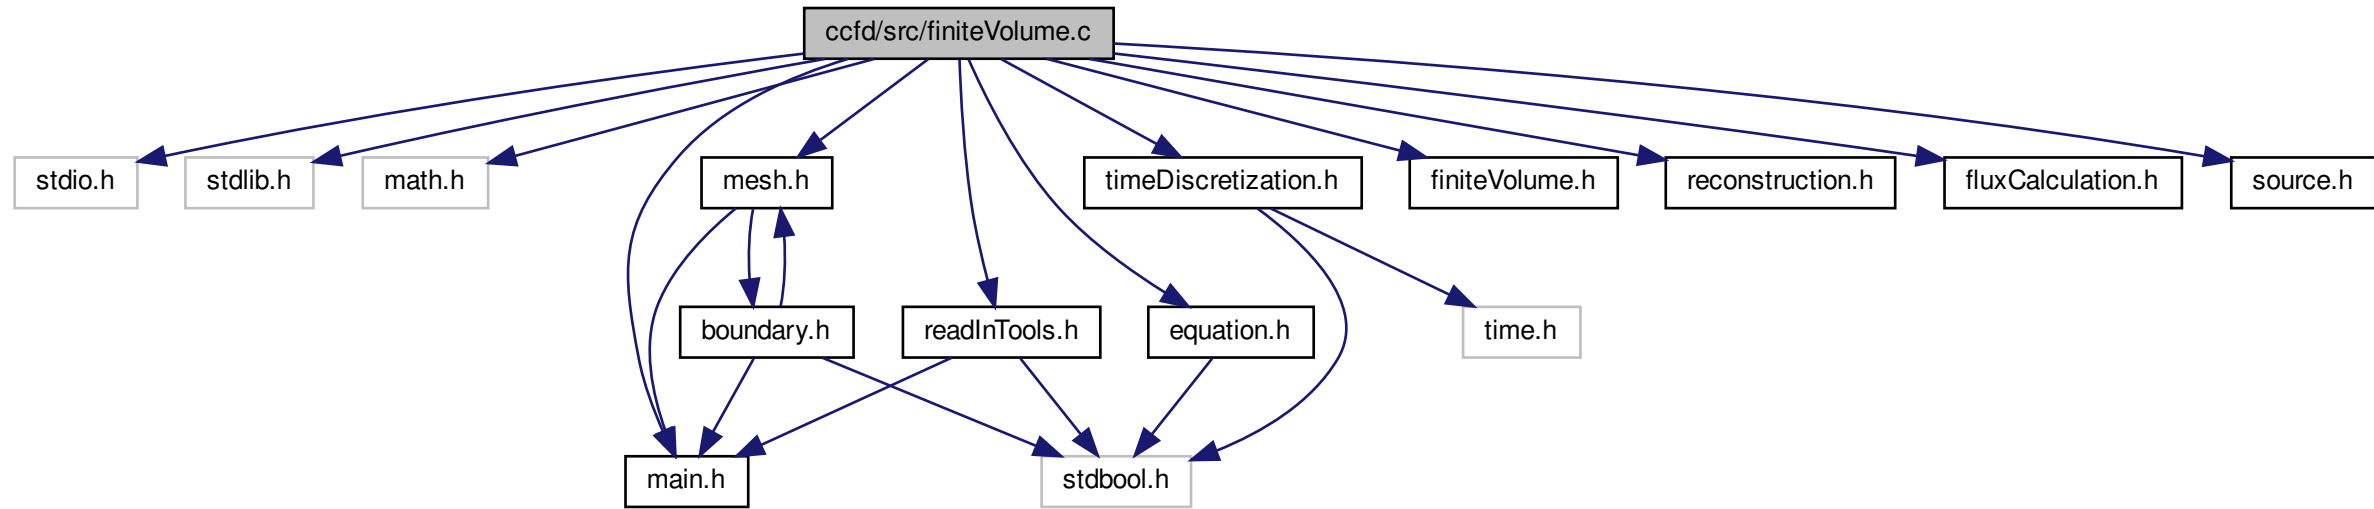 ccfd/src/finiteVolume.c
stdio.h
stdlib.h
math.h
mesh.h
timeDiscretization.h
finiteVolume.h
reconstruction.h
fluxCalculation.h
source.h
boundary.h
readInTools.h
equation.h
time.h
main.h
stdbool.h